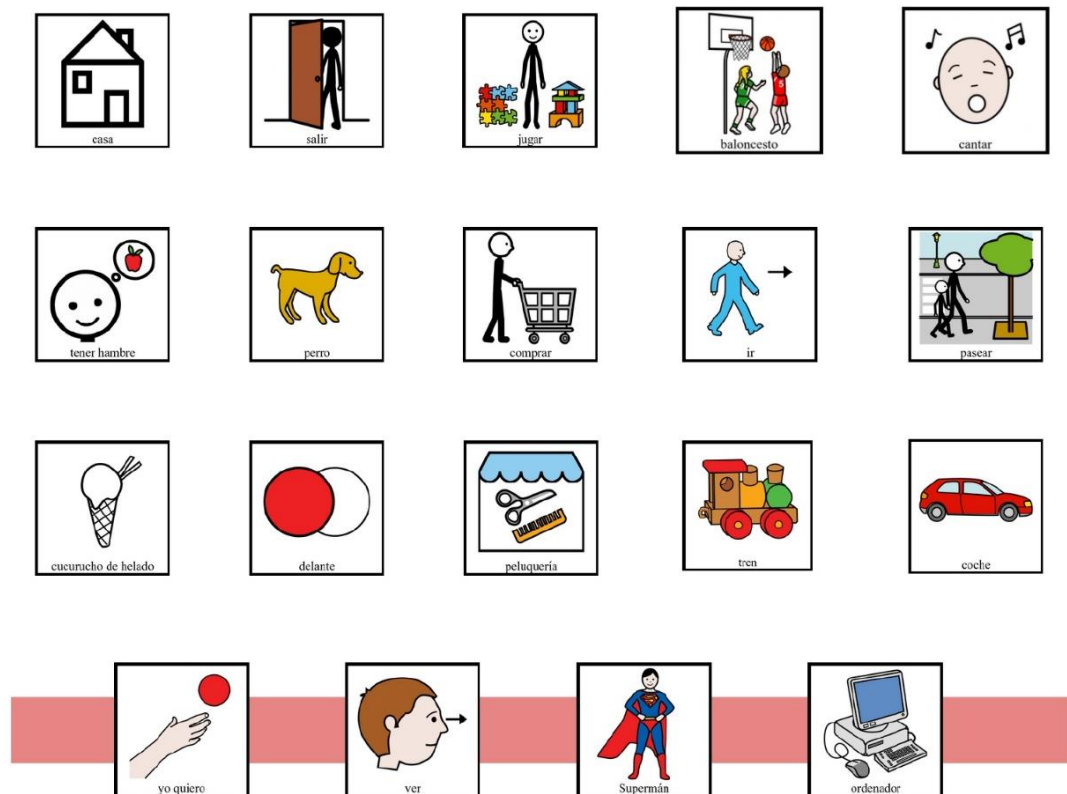 casa
salir
jugar
baloncesto
cantar
tener hambre
perro
comprar
ir
pasear
cucurucho de helado
delante
peluquería
tren
coche
yo quiero
ver
Supermán
ordenador